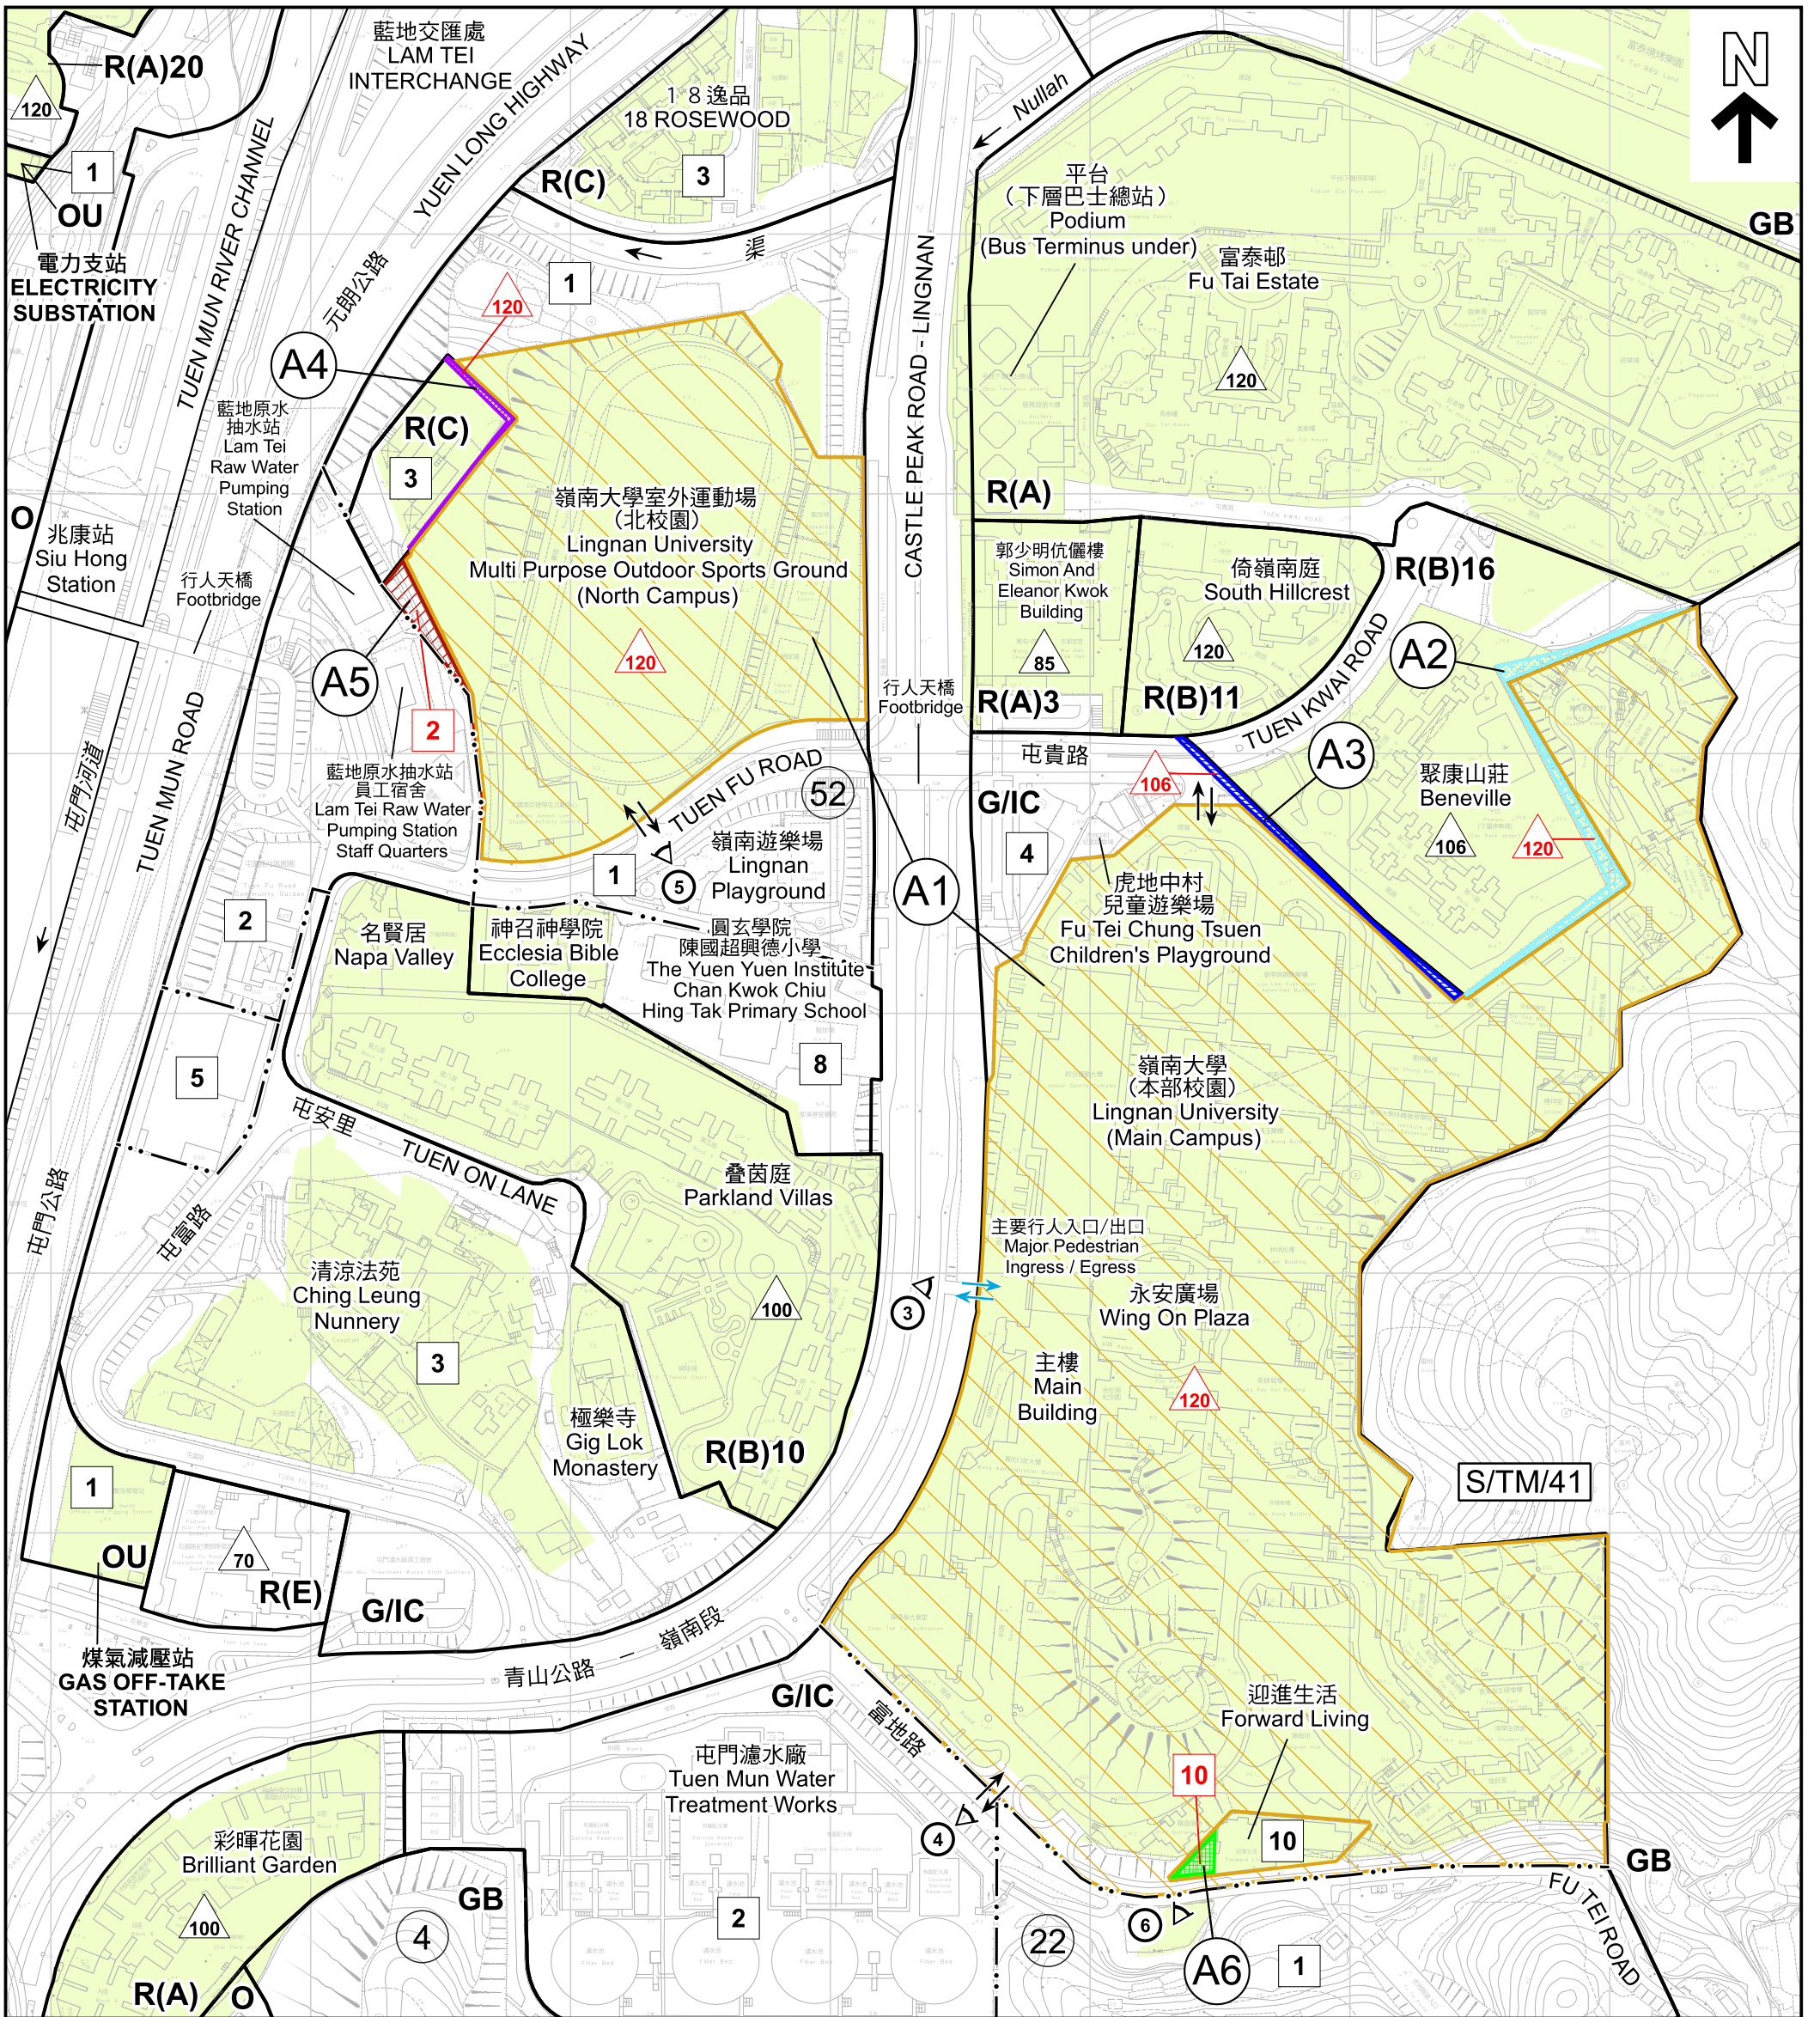 藍地交匯處
LAM TEI
INTERCHANGE
R(A)20
120
1
OU
電力支站
ELECTRICITY
SUBSTATION
TUEN MUN RIVER CHANNEL
YUEN LONG HIGHWAY
元朗公路
１８逸品
18 ROSEWOOD
R(C)
3
渠
1
Nullah
N
平台
（下層巴士總站）
Podium
(Bus Terminus under)
富泰邨
Fu Tai Estate
120
GB
R(A)
120
A4
藍地原水
抽水站
Lam Tei
Raw Water
Pumping
Station
R(C)
3
嶺南大學室外運動場
（北校園）
Lingnan University
Multi Purpose Outdoor Sports Ground
(North Campus)
120
CASTLE PEAK ROAD - LINGNAN
O
兆康站
Siu Hong
Station
行人天橋
Footbridge
A5
2
郭少明伉儷樓
Simon And
Eleanor Kwok
Building
85
R(A)3
倚嶺南庭
South Hillcrest
120
R(B)11
R(B)16
A2
行人天橋
Footbridge
屯貴路
TUEN KWAI ROAD
A3
106
聚康山莊
Beneville
106
120
屯門河道
TUEN MUN ROAD
藍地原水抽水站
員工宿舍
Lam Tei Raw Water
Pumping Station
Staff Quarters
TUEN FU ROAD
52
嶺南遊樂場
Lingnan
Playground
1
5
G/IC
4
A1
虎地中村
兒童遊樂場
Fu Tei Chung Tsuen
Children's Playground
2
名賢居
Napa Valley
神召神學院
Ecclesia Bible
College
圓玄學院
陳國超興德小學
The Yuen Yuen Institute
Chan Kwok Chiu
Hing Tak Primary School
8
5
嶺南大學
（本部校園）
Lingnan University
(Main Campus)
屯安里
TUEN ON LANE
疊茵庭
Parkland Villas
100
屯門公路
屯富路
清涼法苑
Ching Leung
Nunnery
3
主要行人入口/出口
Major Pedestrian
Ingress / Egress
3
永安廣場
Wing On Plaza
主樓
Main
Building
120
極樂寺
Gig Lok
Monastery
R(B)10
S/TM/41
1
OU
70
R(E)
G/IC
煤氣減壓站
GAS OFF-TAKE
STATION
青山公路 － 嶺南段
G/IC
富地路
迎進生活
Forward Living
屯門濾水廠
Tuen Mun Water
Treatment Works
10
10
彩暉花園
Brilliant Garden
100
4
GB
GB
4
2
22
6
A6
1
FU TEI ROAD
R(A)
O